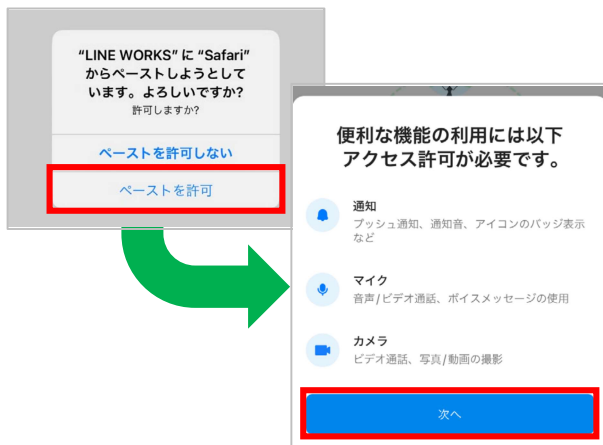 “LINE WORKS” に “Safari”
からペーストしようとして
います。よろしいですか?
許可しますか?
ペーストを許可しない
ペーストを許可
便利な機能の利用には以下
アクセス許可が必要です。
通知
プッシュ通知、通知音、アイコンのバッジ表示
など
マイク
音声/ビデオ通話、ボイスメッセージの使用
カメラ
ビデオ通話、写真/動画の撮影
次へ